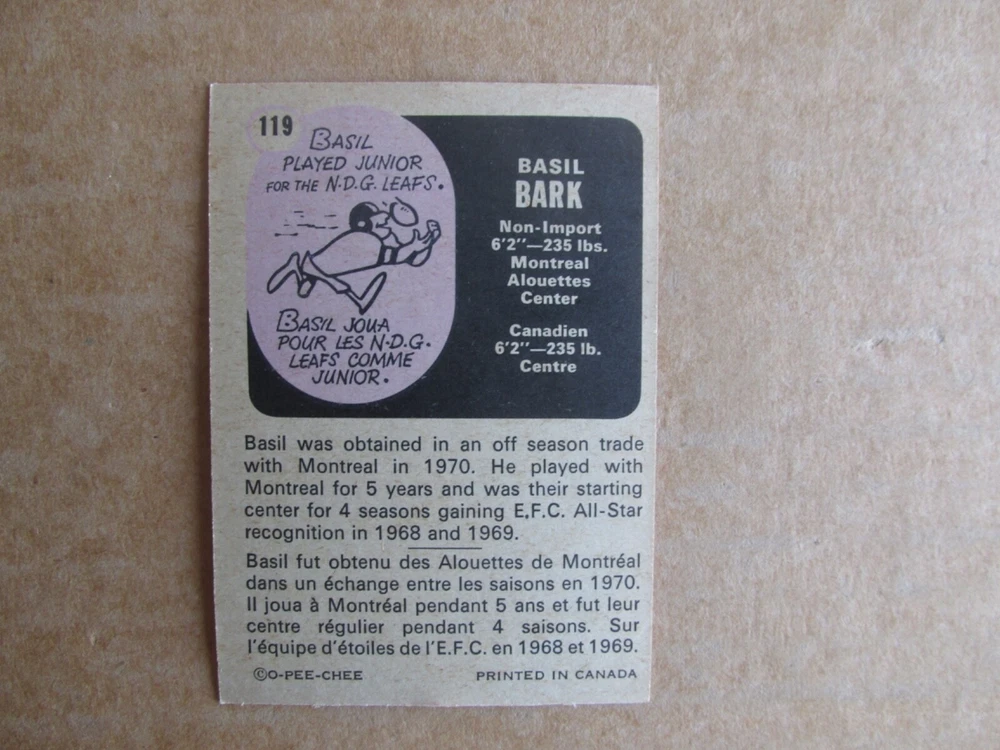 119
BASIL
PLAYED JUNIOR
FOR THE N.D.G. LEAFS.
BASIL JOUA
POUR LES N.D.G.
LEAFS COMME
JUNIOR.
BASIL
BARK
Non-Import
6'2"—235 lbs.
Montreal
Alouettes
Center
Canadien
6'2"—235 lb.
Centre
Basil was obtained in an off season trade
with Montreal in 1970. He played with
Montreal for 5 years and was their starting
center for 4 seasons gaining E.F.C. All-Star
recognition in 1968 and 1969.
Basil fut obtenu des Alouettes de Montréal
dans un échange entre les saisons en 1970.
Il joua à Montréal pendant 5 ans et fut leur
centre régulier pendant 4 saisons. Sur
l'équipe d'étoiles de l'E.F.C. en 1968 et 1969.
©O-PEE-CHEE PRINTED IN CANADA